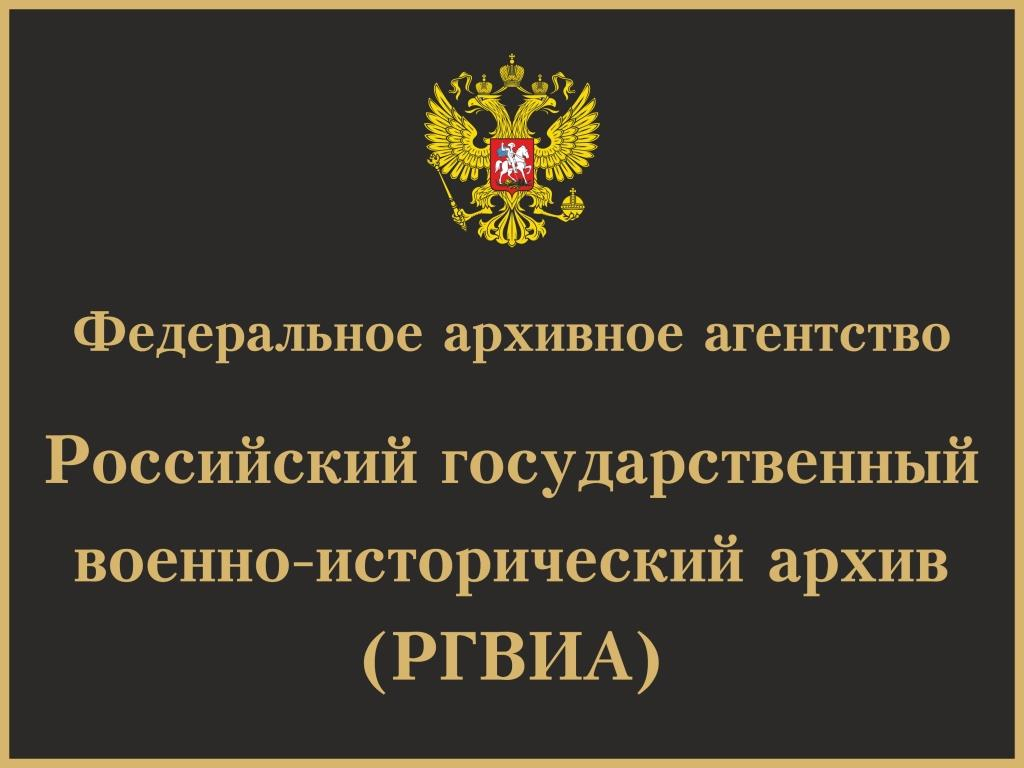 Федеральное архивное агентство
Российский государственный
военно-исторический архив
(РГВИА)